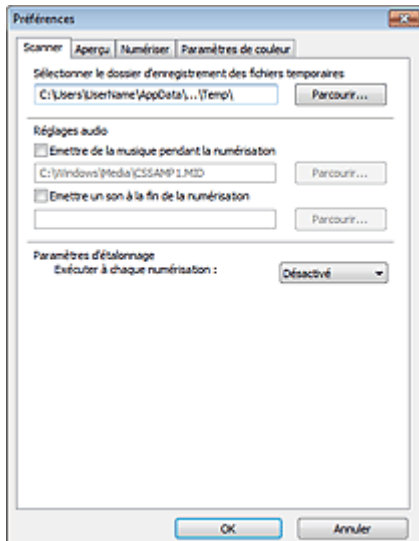 Préférences
Scanner Aperçu Numériser Paramètres de couleur
Sélectionner le dossier d'enregistrement des fichiers temporaires
C:\Users\UserName\AppData\...\Temp\ Parcourir...
Réglages audio
Emettre de la musique pendant la numérisation
C:\Windows\Media\CSSAMP1.MID Parcourir...
Emettre un son à la fin de la numérisation
Parcourir...
Paramètres d'étalonnage
Exécuter à chaque numérisation : Désactivé
OK Annuler